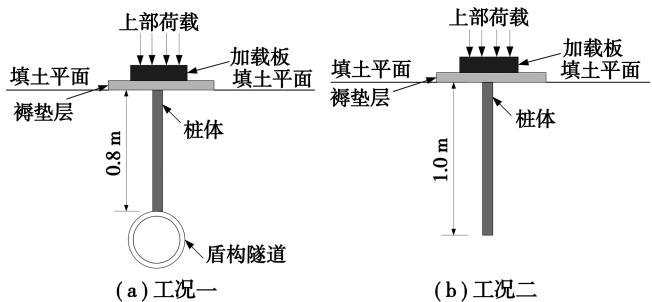 上部荷载
加载板
填土平面
填土平面
褥垫层
桩体
0.8 m
盾构隧道
(a)工况一
上部荷载
加载板
填土平面
填土平面
褥垫层
桩体
1.0 m
(b)工况二